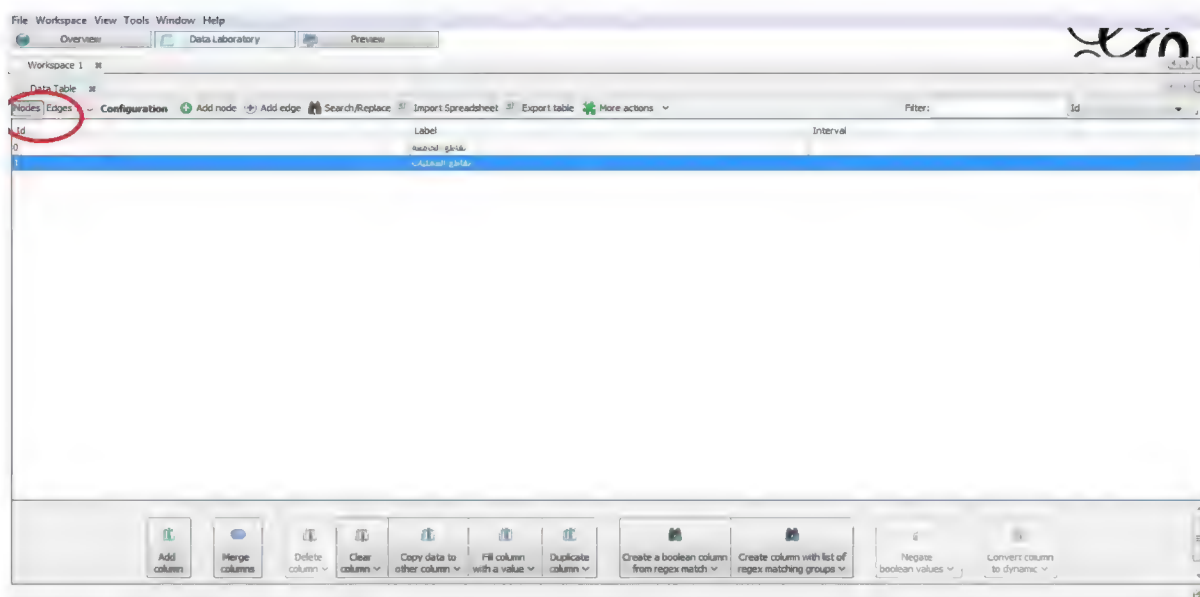 File Workspace View Tools Window Help
Overview Data Laboratory Preview
Workspace 1
Data Table
Nodes Edges Configuration Add node Add edge Search/Replace Import Spreadsheet Export table More actions Filter: Id
Id Label Interval
0 تقاطع الجامعة
1 تقاطع
Add column
Merge columns
Delete column
Clear column
Copy data to other column
Fill column with a value
Duplicate column
Create a boolean column from regex match
Create column with list of regex matching groups
Negate boolean values
Convert column to dynamic